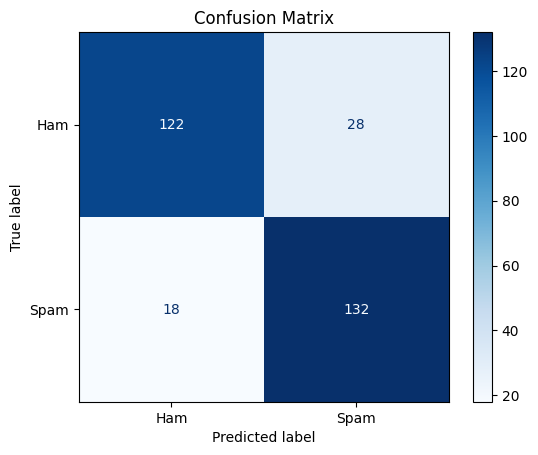 Confusion Matrix
Ham
122
28
Spam
18
132
Ham
Spam
True label
Predicted label
120
100
80
60
40
20